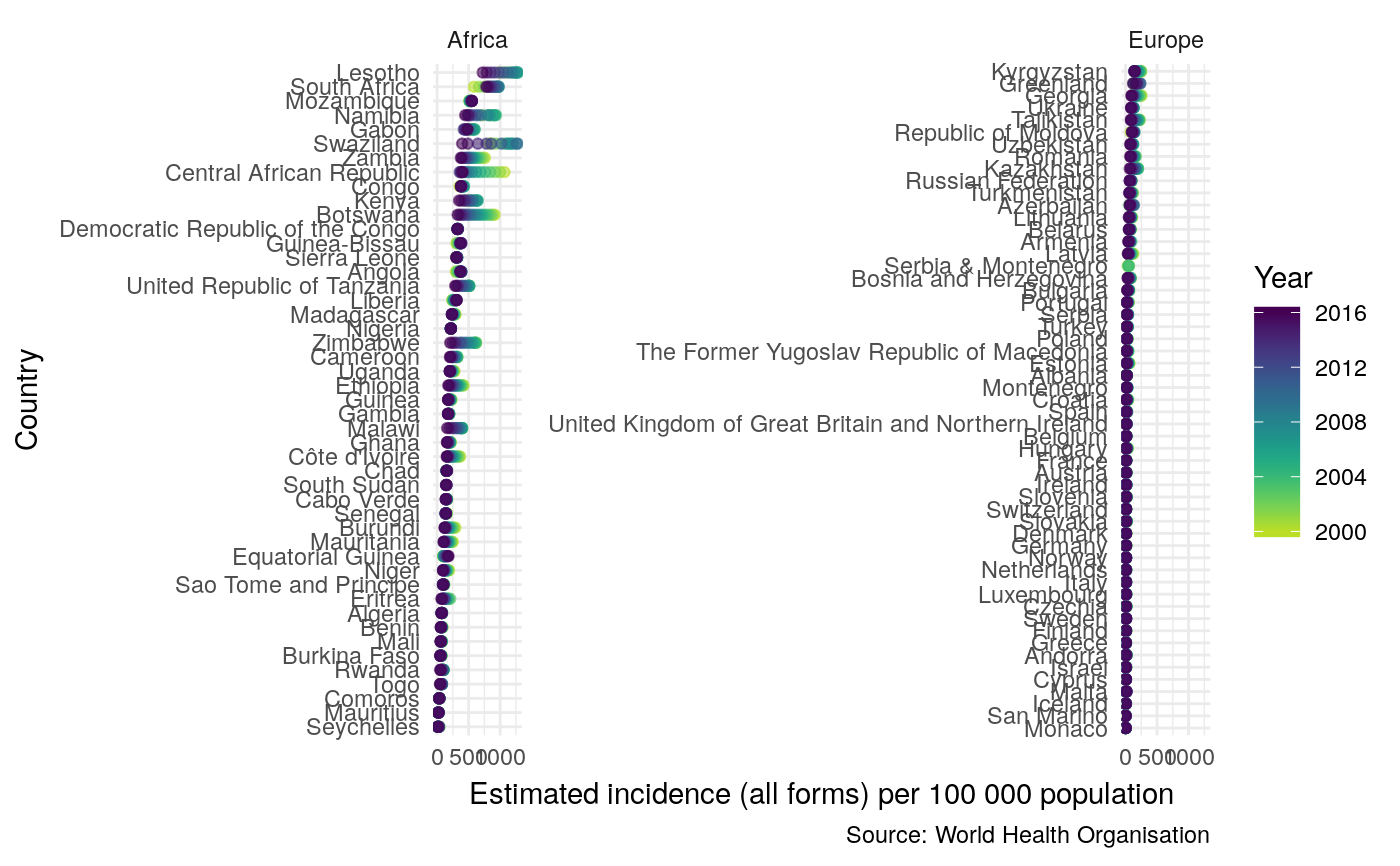 Africa
Europe
Country
Lesotho
South Africa
Mozambique
Namibia
Gabon
Swaziland
Zambia
Central African Republic
Congo
Kenya
Botswana
Democratic Republic of the Congo
Guinea-Bissau
Sierra Leone
Angola
United Republic of Tanzania
Liberia
Madagascar
Nigeria
Zimbabwe
Cameroon
Uganda
Ethiopia
Guinea
Gambia
Malawi
Ghana
Côte d'Ivoire
Chad
South Sudan
Cabo Verde
Senegal
Burundi
Mauritania
Equatorial Guinea
Niger
Sao Tome and Principe
Eritrea
Algeria
Benin
Mali
Burkina Faso
Rwanda
Togo
Comoros
Mauritius
Seychelles
Kyrgyzstan
Greenland
Georgia
Ukraine
Tajikistan
Republic of Moldova
Uzbekistan
Romania
Kazakhstan
Russian Federation
Turkmenistan
Azerbaijan
Lithuania
Belarus
Armenia
Latvia
Serbia & Montenegro
Bosnia and Herzegovina
Bulgaria
Portugal
Serbia
Turkey
Poland
The Former Yugoslav Republic of Macedonia
Estonia
Albania
Montenegro
Croatia
Spain
United Kingdom of Great Britain and Northern Ireland
Belgium
Hungary
France
Austria
Ireland
Slovenia
Switzerland
Slovakia
Denmark
Germany
Norway
Netherlands
Italy
Luxembourg
Czechia
Sweden
Finland
Greece
Andorra
Israel
Cyprus
Malta
Iceland
San Marino
Monaco
0 500 1000
0 500 1000
Estimated incidence (all forms) per 100 000 population
Source: World Health Organisation
Year
2016
2012
2008
2004
2000